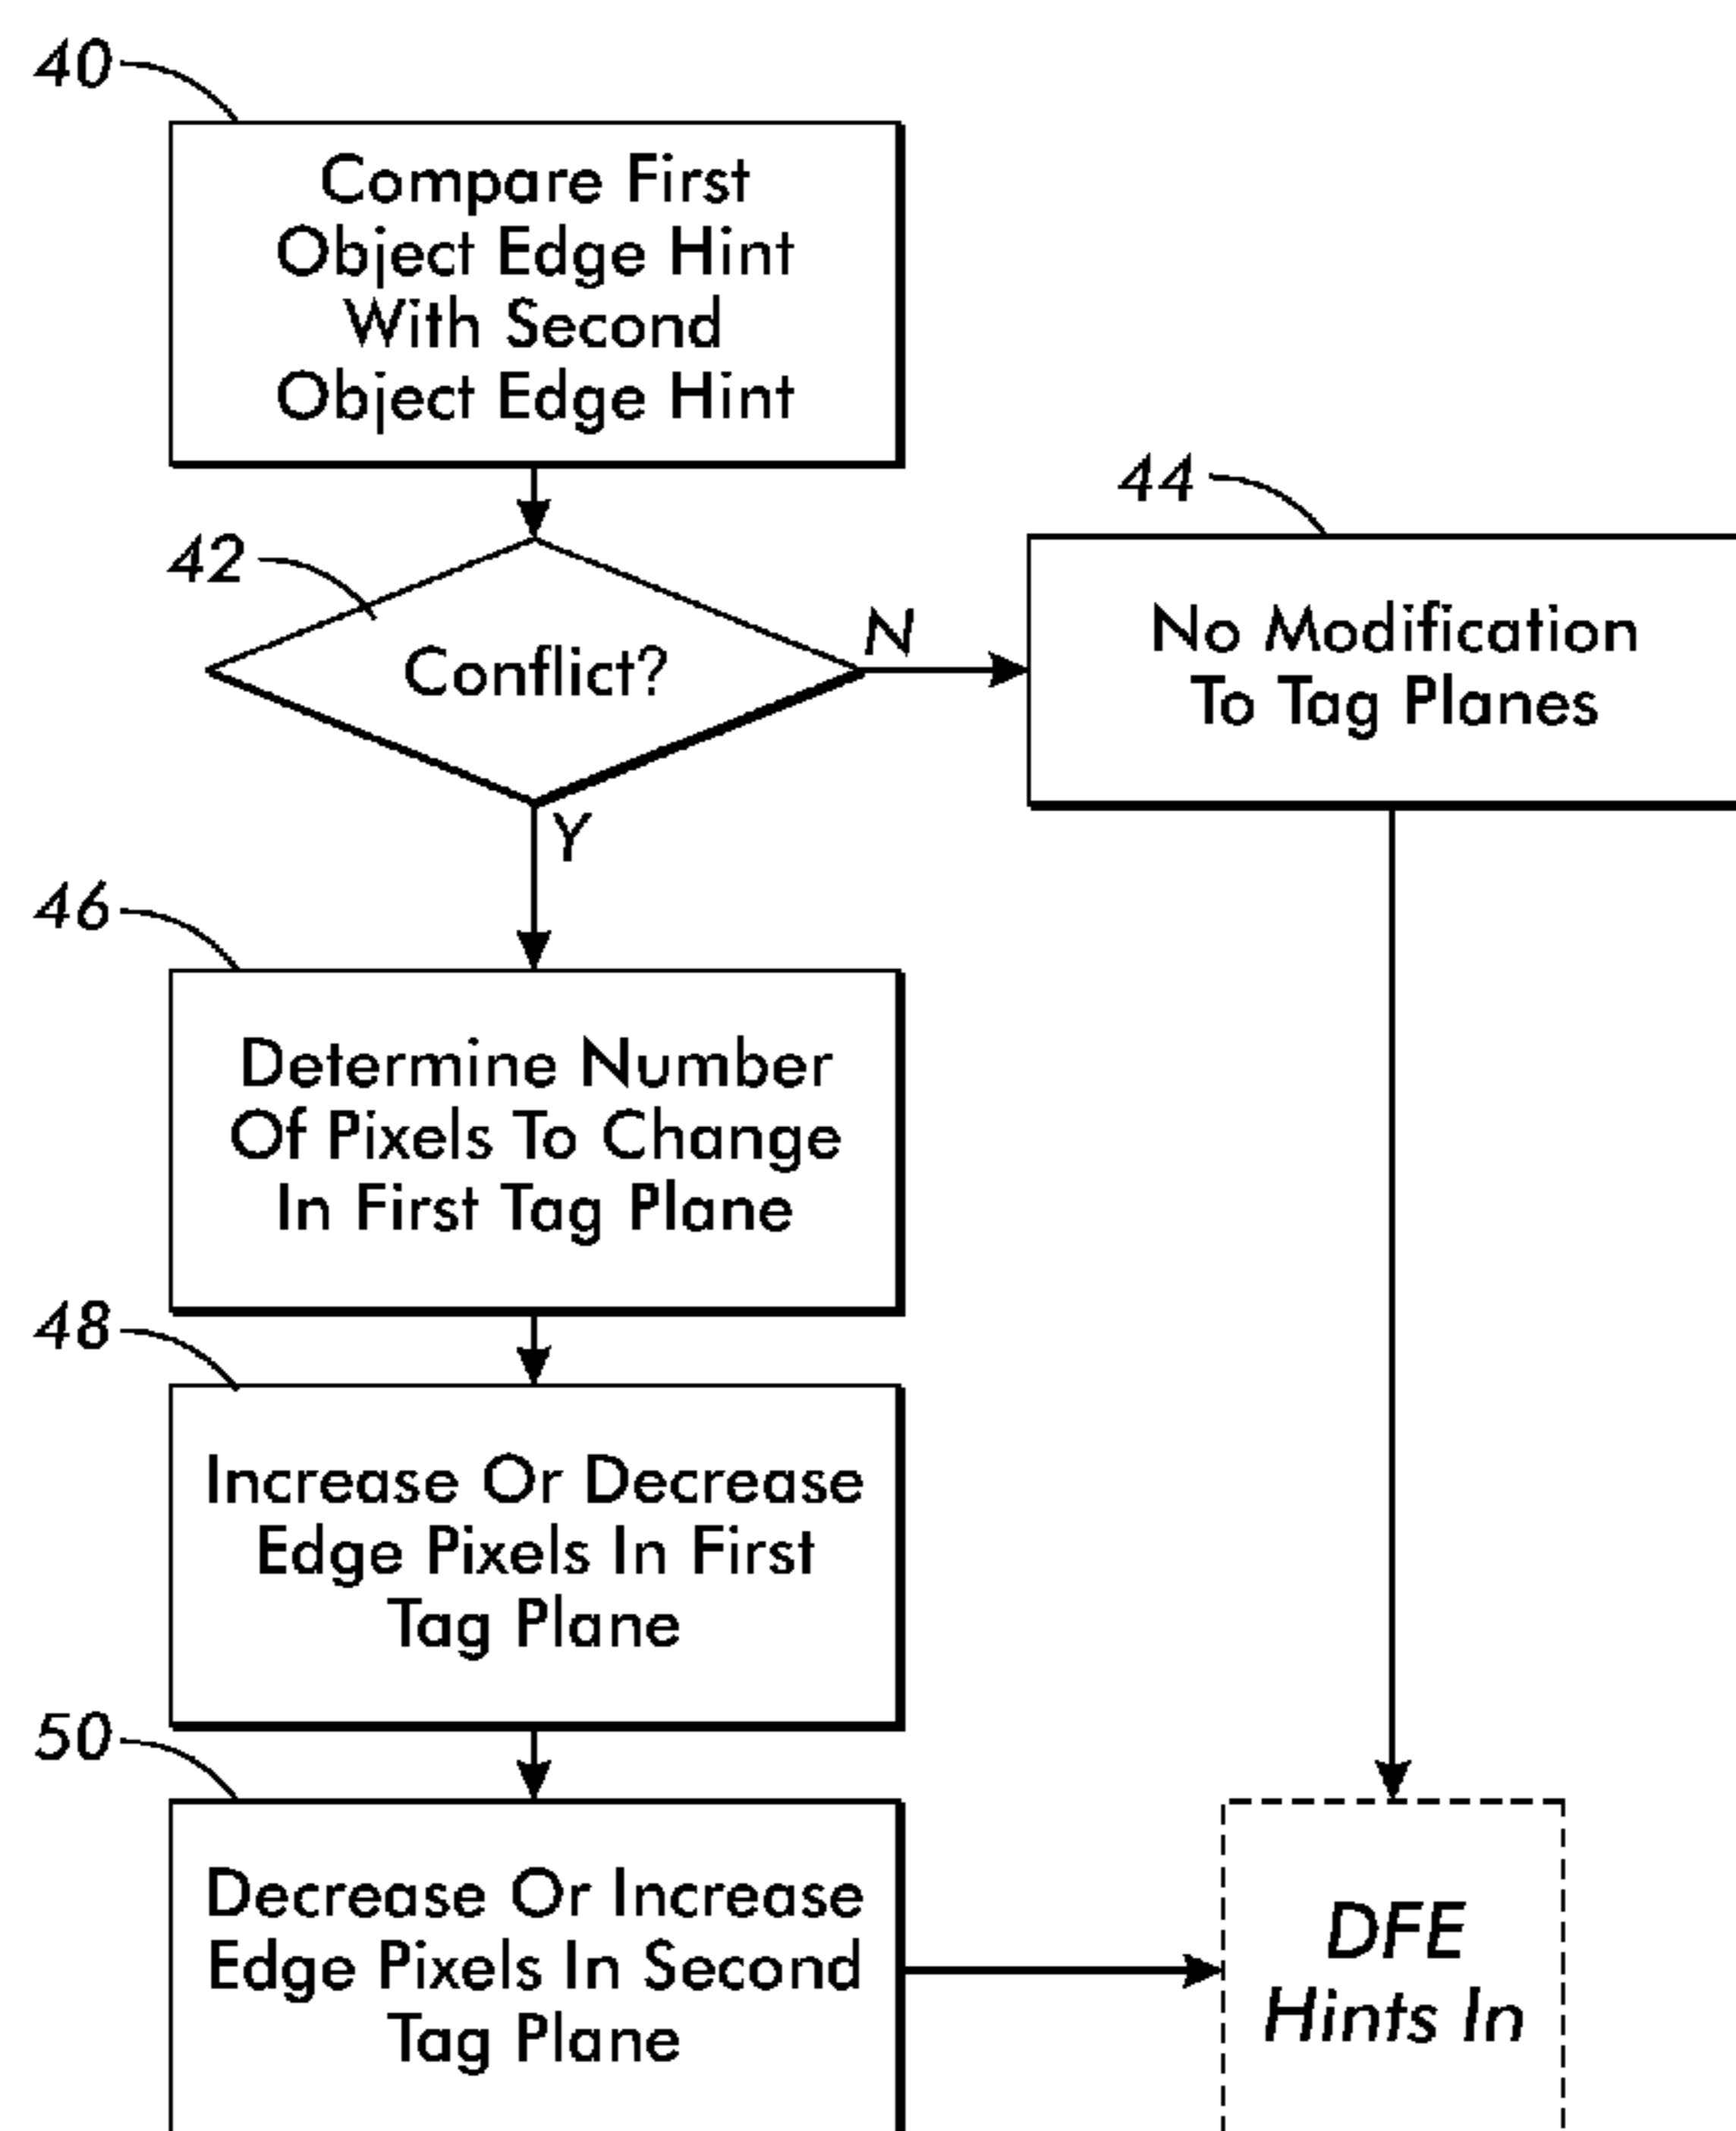 40
Compare First
Object Edge Hint
With Second
Object Edge Hint
42
Conflict?
N
Y
44
No Modification
To Tag Planes
46
Determine Number
Of Pixels To Change
In First Tag Plane
48
Increase Or Decrease
Edge Pixels In First
Tag Plane
50
Decrease Or Increase
Edge Pixels In Second
Tag Plane
DFE
Hints In